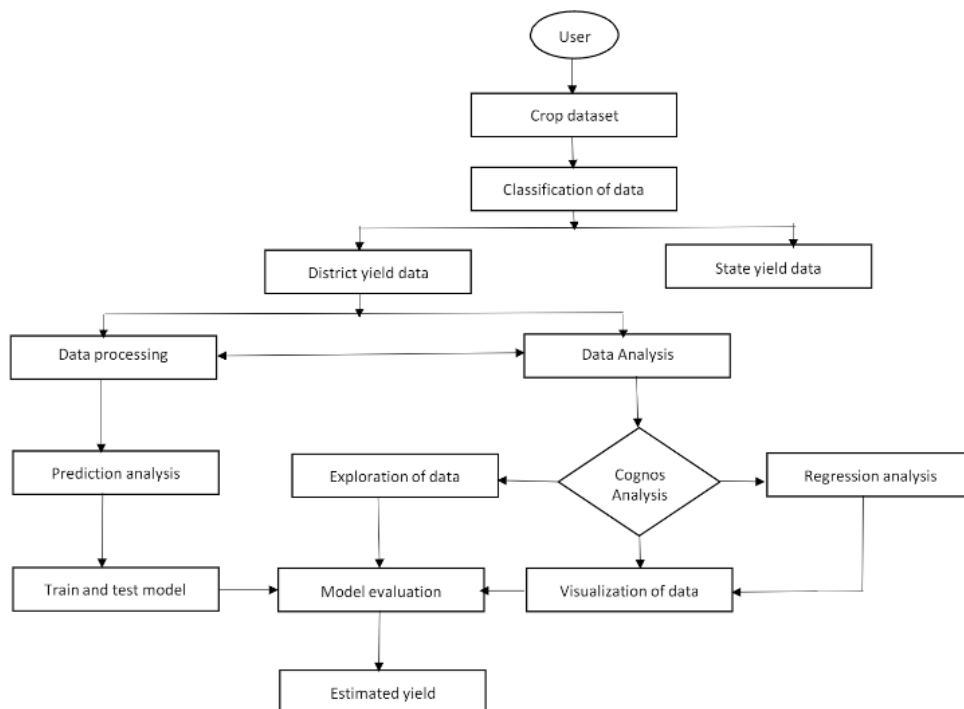 User
Crop dataset
Classification of data
District yield data
State yield data
Data processing
Data Analysis
Prediction analysis
Exploration of data
Cognos
Analysis
Regression analysis
Train and test model
Model evaluation
Visualization of data
Estimated yield